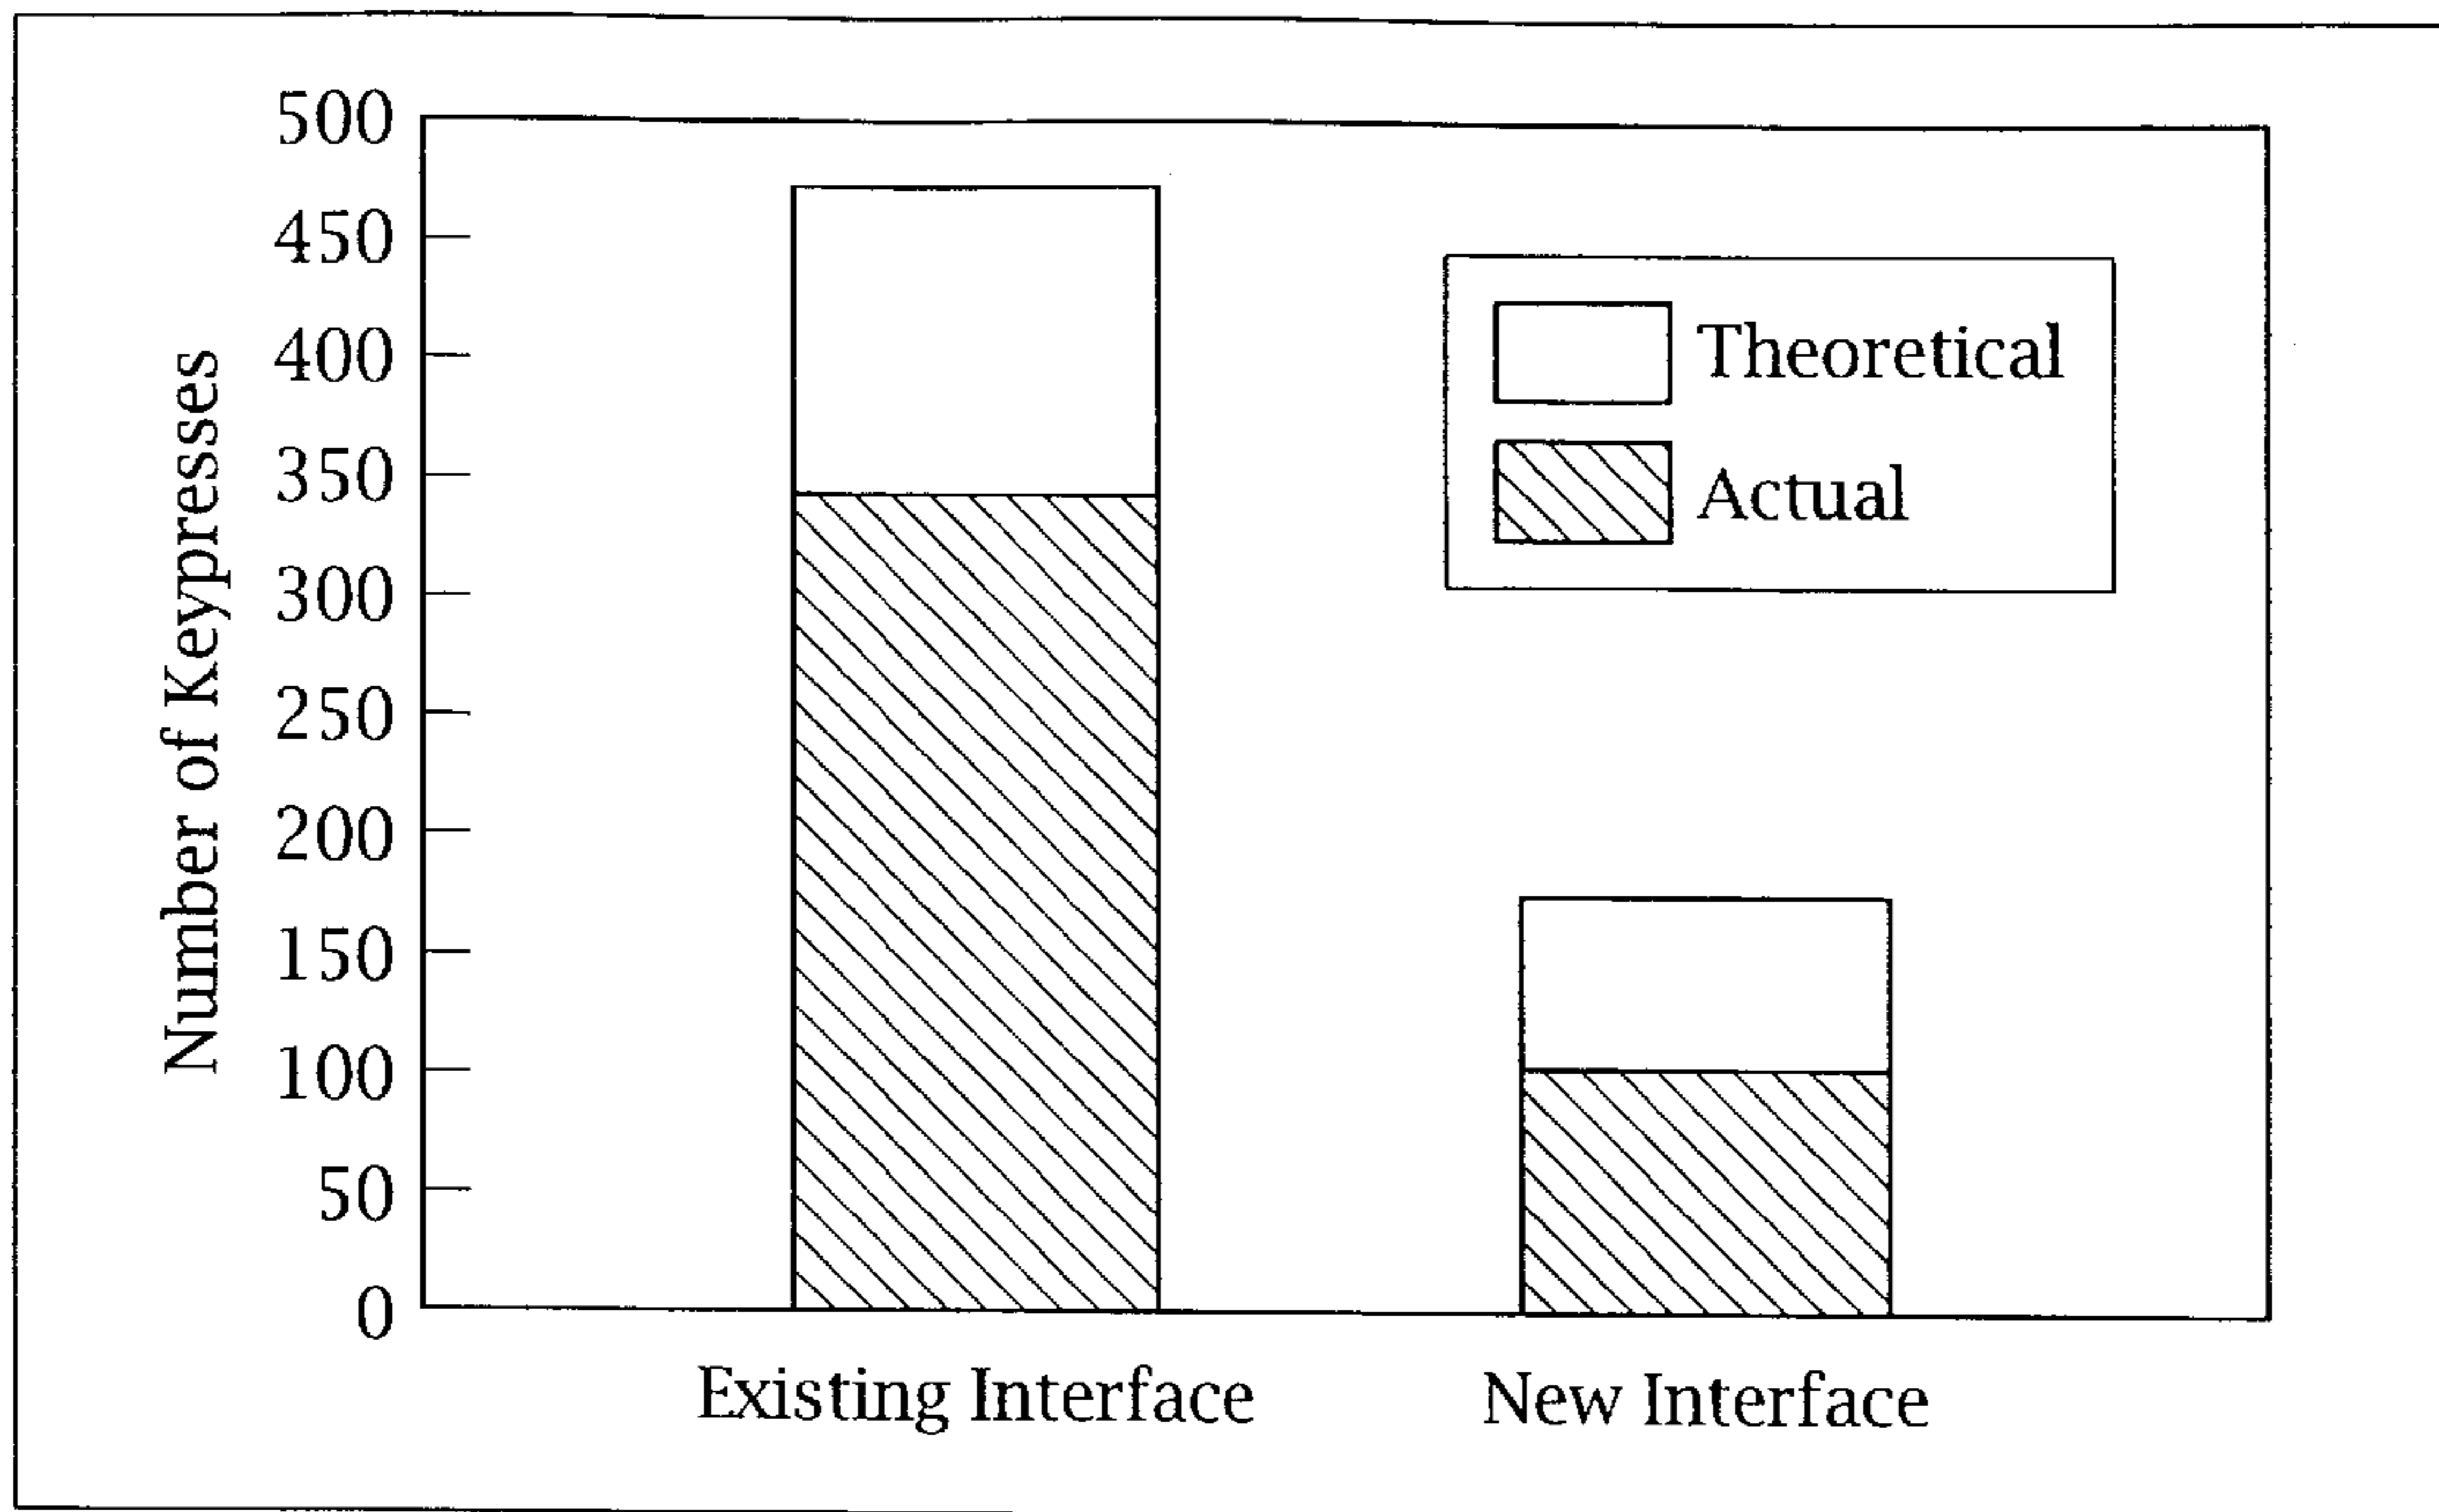 500
450
400
350
300
250
200
150
100
50
0
Number of Keypresses
Theoretical
Actual
Existing Interface
New Interface